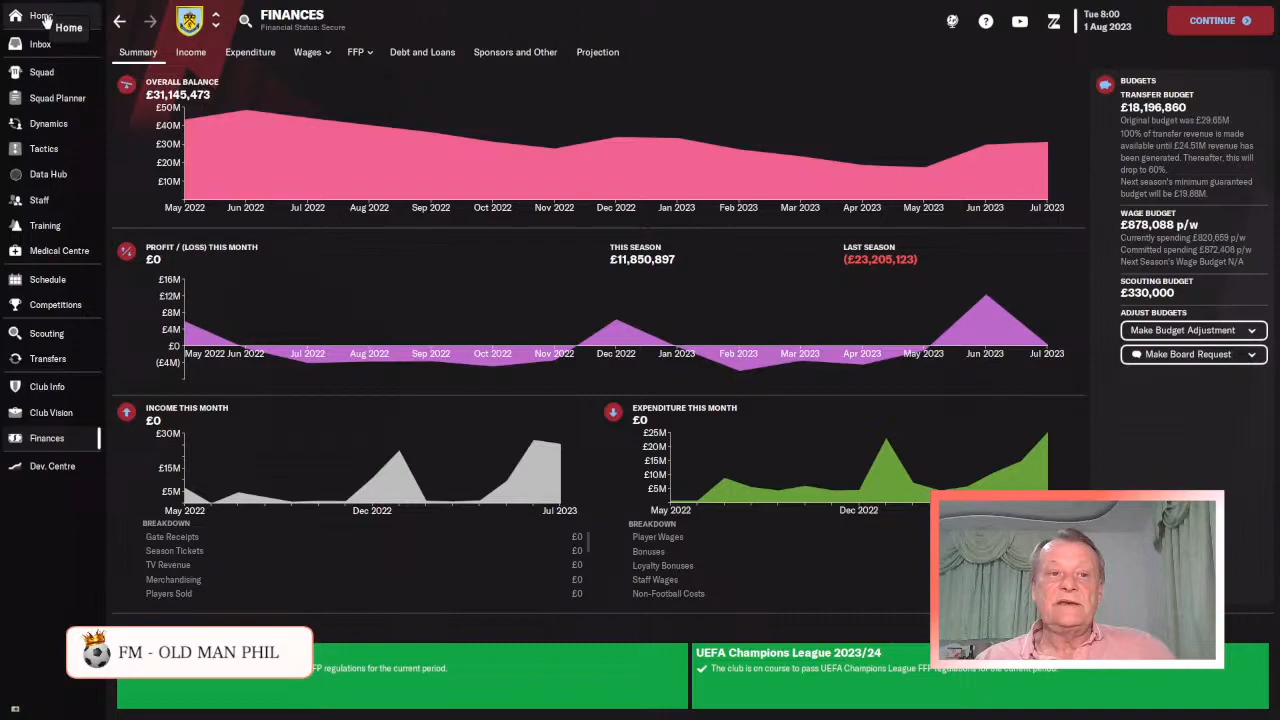 Home
Home
Inbox
Squad
Squad Planner
Dynamics
Tactics
Data Hub
Staff
Training
Medical Centre
Schedule
Competitions
Scouting
Transfers
Club Info
Club Vision
Finances
Dev. Centre
FINANCES
Financial Status: Secure
Tue 8:00
1 Aug 2023
CONTINUE
Summary Income Expenditure Wages FFP Debt and Loans Sponsors and Other Projection
OVERALL BALANCE
£31,145,473
£50M
£40M
£30M
£20M
£10M
May 2022 Jun 2022 Jul 2022 Aug 2022 Sep 2022 Oct 2022 Nov 2022 Dec 2022 Jan 2023 Feb 2023 Mar 2023 Apr 2023 May 2023 Jun 2023 Jul 2023
PROFIT / (LOSS) THIS MONTH
£0
THIS SEASON
£11,850,897
LAST SEASON
(£23,205,123)
£16M
£12M
£8M
£4M
£0
(£4M)
May 2022 Jun 2022 Jul 2022 Aug 2022 Sep 2022 Oct 2022 Nov 2022 Dec 2022 Jan 2023 Feb 2023 Mar 2023 Apr 2023 May 2023 Jun 2023 Jul 2023
INCOME THIS MONTH
£0
£30M
£15M
£5M
May 2022 Dec 2022 Jul 2023
BREAKDOWN
Gate Receipts £0
Season Tickets £0
TV Revenue £0
Merchandising £0
Players Sold £0
EXPENDITURE THIS MONTH
£0
£25M
£20M
£15M
£10M
£5M
May 2022 Dec 2022
BREAKDOWN
Player Wages
Bonuses
Loyalty Bonuses
Staff Wages
Non-Football Costs
BUDGETS
TRANSFER BUDGET
£18,196,860
Original budget was £29.65M
100% of transfer revenue is made
available until £24.51M revenue has
been generated. Thereafter, this will
drop to 60%.
Next season's minimum guaranteed
budget will be £19.88M.
WAGE BUDGET
£878,088 p/w
Currently spending £820,659 p/w
Committed spending £872,408 p/w
Next Season's Wage Budget N/A
SCOUTING BUDGET
£330,000
ADJUST BUDGETS
Make Budget Adjustment
Make Board Request
FM - OLD MAN PHIL
FP regulations for the current period.
UEFA Champions League 2023/24
The club is on course to pass UEFA Champions League FFP regulations for the current period.